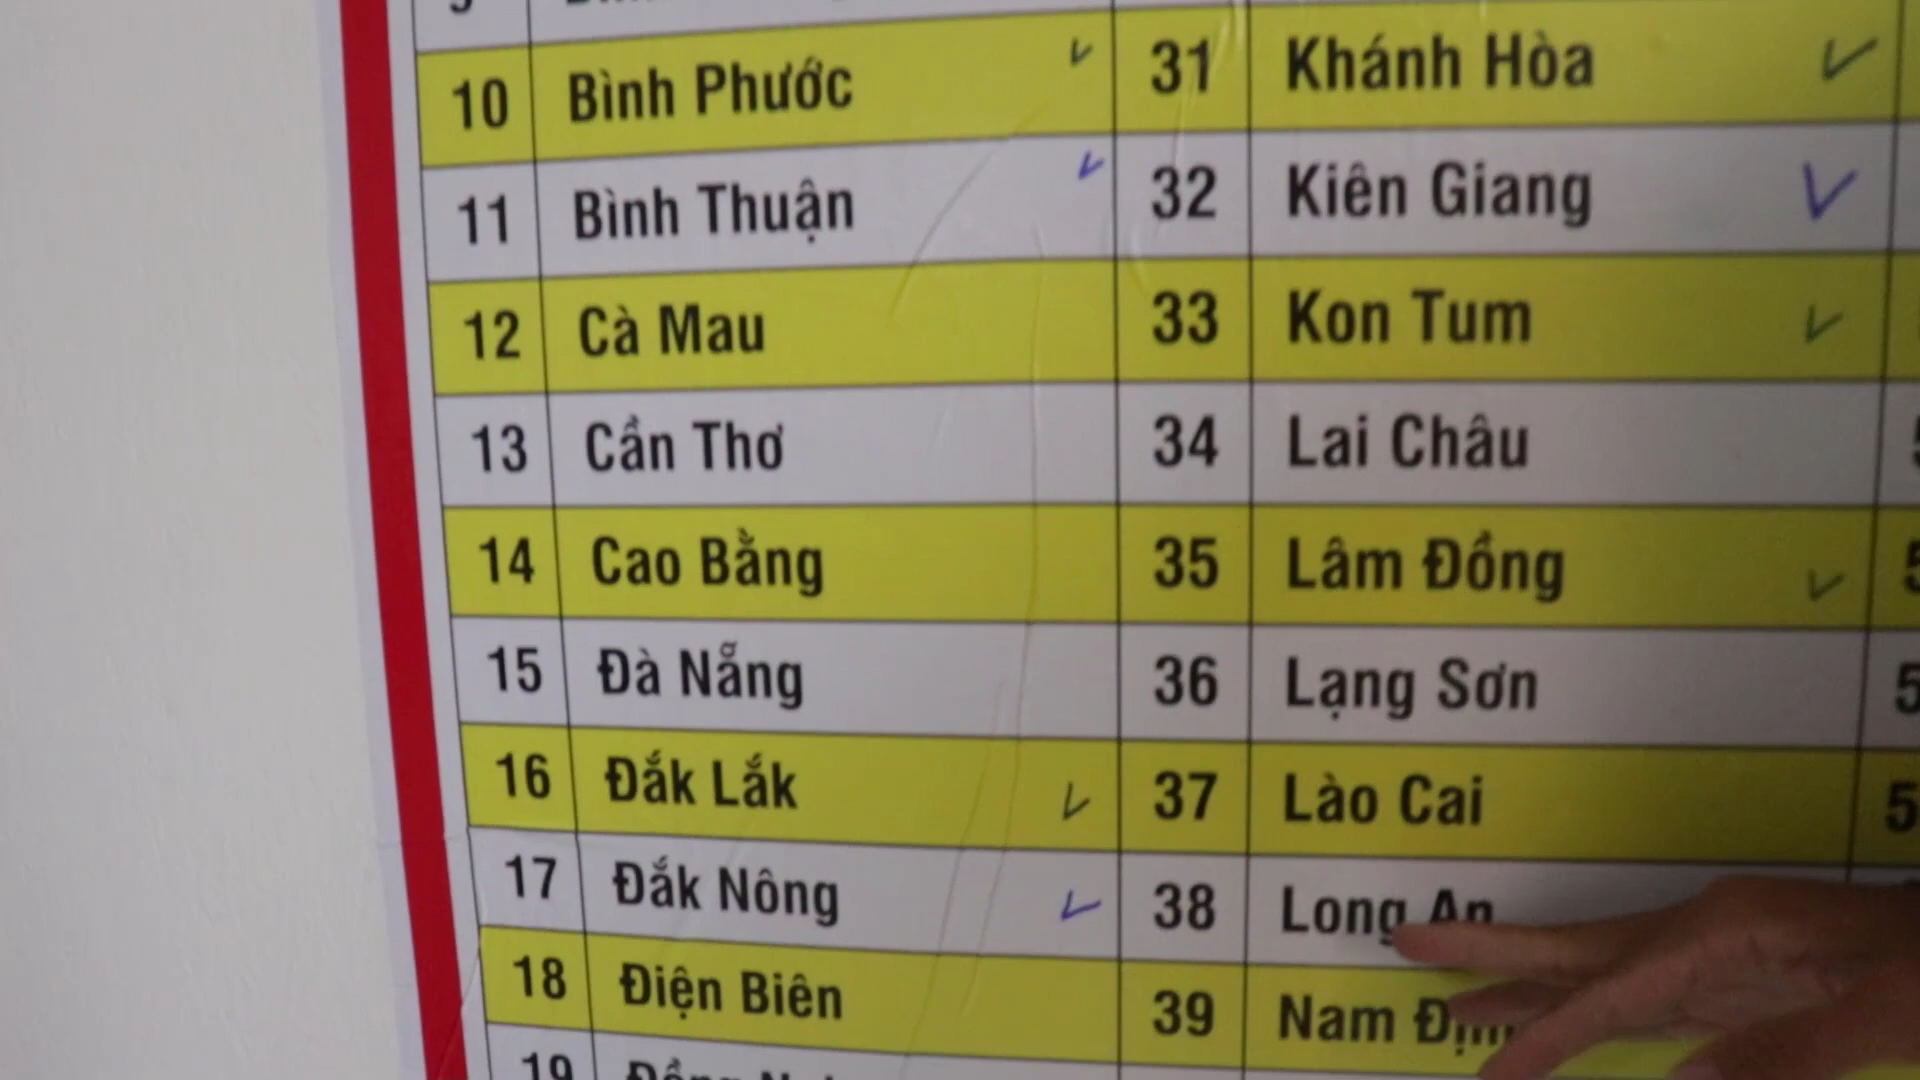 10 Bình Phước 31 Khánh Hòa
11 Bình Thuận 32 Kiên Giang
12 Cà Mau 33 Kon Tum
13 Cần Thơ 34 Lai Châu
14 Cao Bằng 35 Lâm Đồng
15 Đà Nẵng 36 Lạng Sơn
16 Đắk Lắk 37 Lào Cai
17 Đắk Nông 38 Long An
18 Điện Biên 39 Nam
19